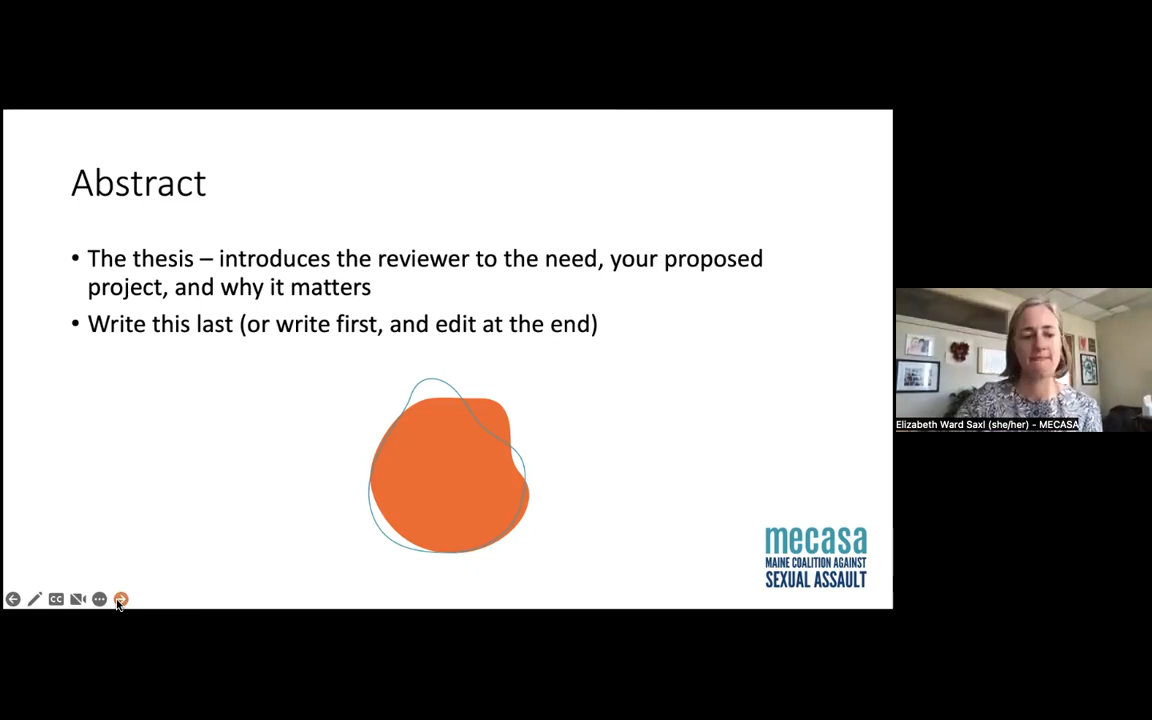 Abstract
• The thesis – introduces the reviewer to the need, your proposed
project, and why it matters
• Write this last (or write first, and edit at the end)
Elizabeth Ward Saxl (she/her) - MECASA
mecasa
MAINE COALITION AGAINST
SEXUAL ASSAULT
CC